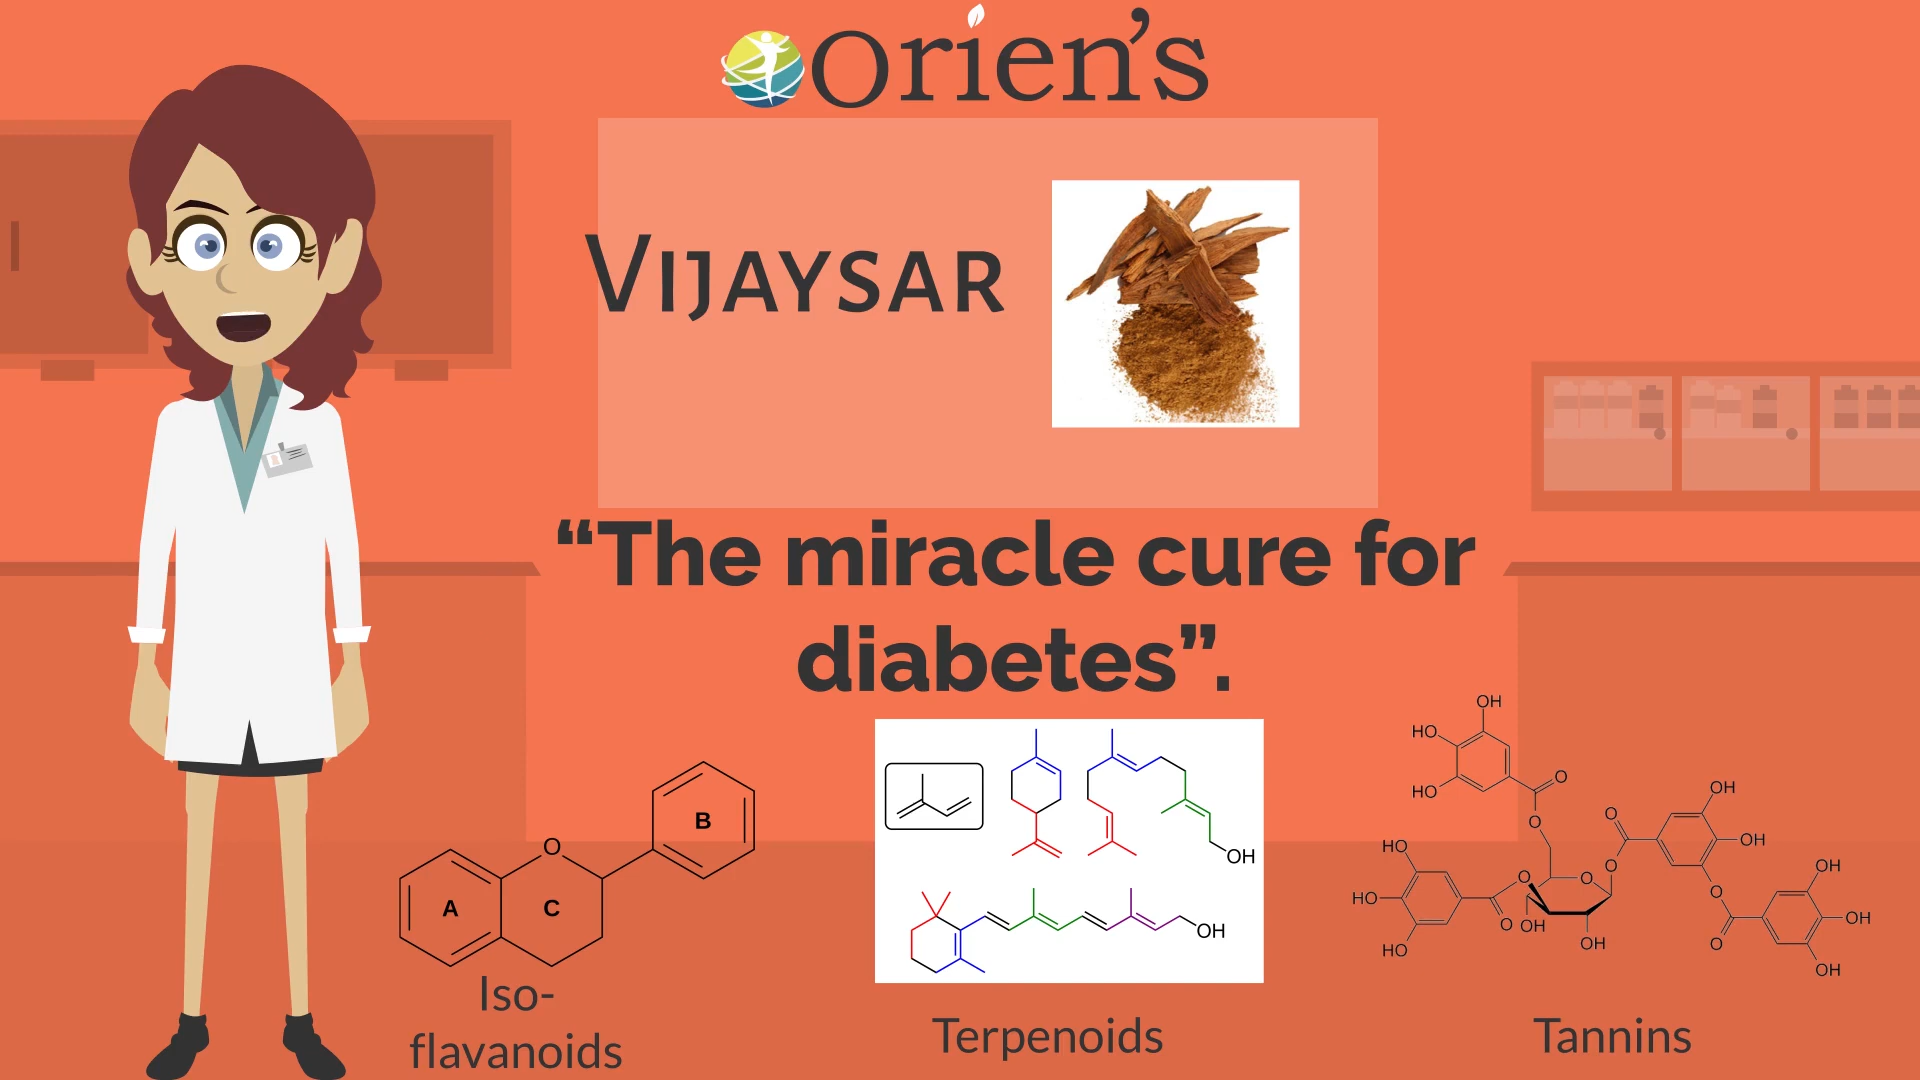 Orien's
Vijaysar
“The miracle cure for
diabetes”.
A
C
B
O
Iso-
flavanoids
OH
OH
Terpenoids
OH
HO
HO
O
O
HO
HO
HO
O
O
OH
O
OH
O
O
OH
OH
O
O
OH
OH
OH
Tannins